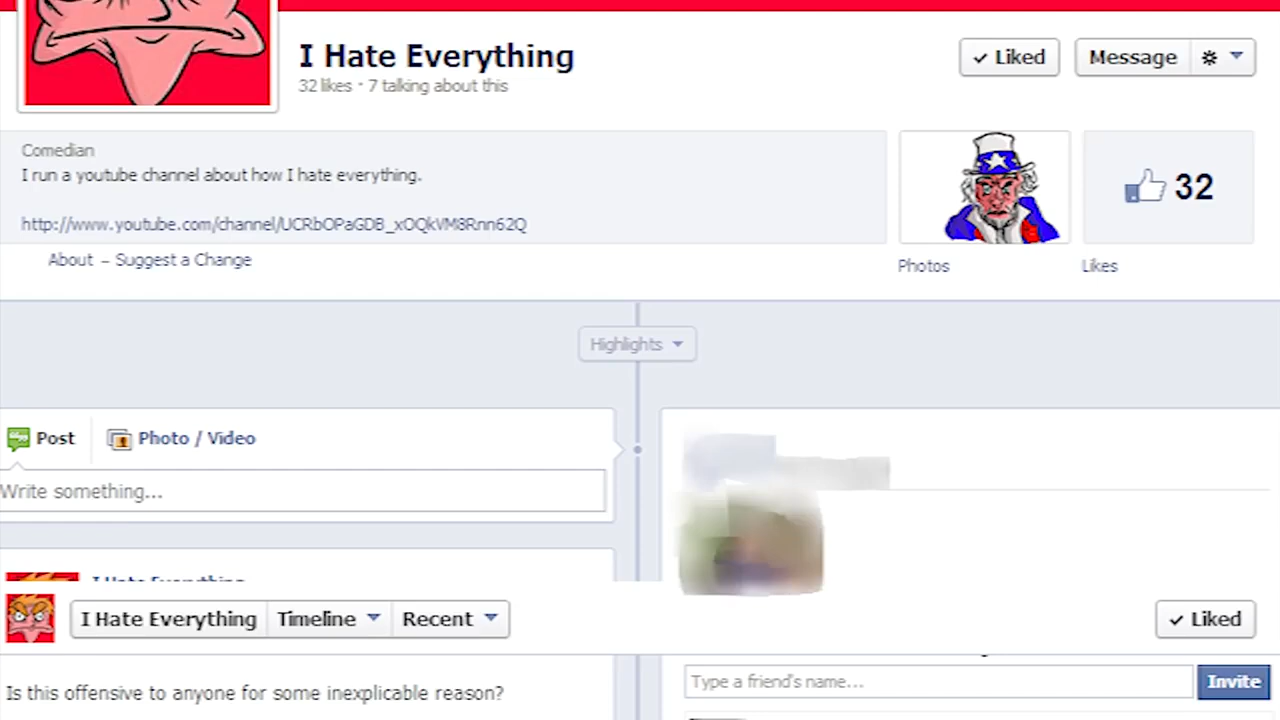 I Hate Everything
32 likes · 7 talking about this
Liked
Message
Comedian
I run a youtube channel about how I hate everything.
http://www.youtube.com/channel/UCRbOPaGDB_xOQkVM8Rnn62Q
About – Suggest a Change
32
Photos
Likes
Highlights
Post
Photo / Video
Write something...
I Hate Everything
I Hate Everything
Timeline
Recent
Liked
Is this offensive to anyone for some inexplicable reason?
Type a friend's name...
Invite